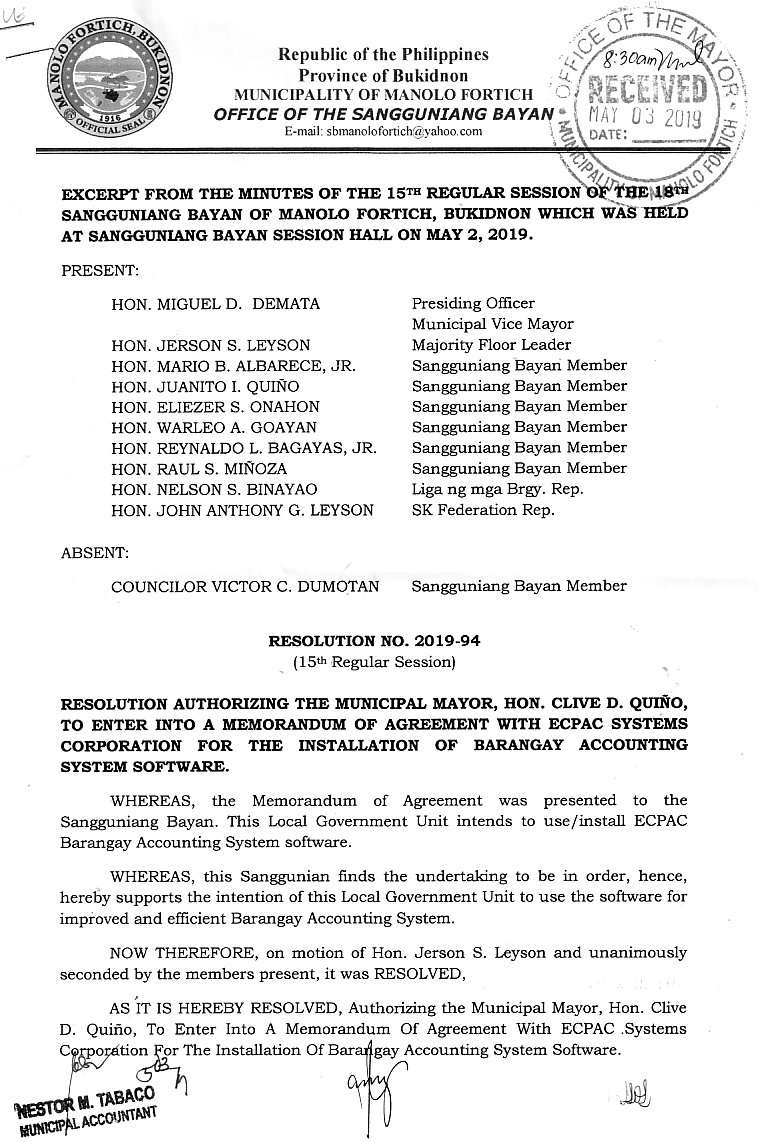 MANOLO FORTICH, BUKIDNON
1916
OFFICIAL SEAL
Republic of the Philippines
Province of Bukidnon
MUNICIPALITY OF MANOLO FORTICH
OFFICE OF THE SANGGUNIANG BAYAN
E-mail: sbmanolofortich@yahoo.com
OFFICE OF THE MAYOR
8:30am
RECEIVED
MAY 03 2019
DATE:
MUNICIPALITY OF MANOLO FORTICH
EXCERPT FROM THE MINUTES OF THE 15TH REGULAR SESSION OF THE 18TH
SANGGUNIANG BAYAN OF MANOLO FORTICH, BUKIDNON WHICH WAS HELD
AT SANGGUNIANG BAYAN SESSION HALL ON MAY 2, 2019.
PRESENT:
HON. MIGUEL D. DEMATA Presiding Officer
Municipal Vice Mayor
HON. JERSON S. LEYSON Majority Floor Leader
HON. MARIO B. ALBARECE, JR. Sangguniang Bayan Member
HON. JUANITO I. QUIÑO Sangguniang Bayan Member
HON. ELIEZER S. ONAHON Sangguniang Bayan Member
HON. WARLEO A. GOAYAN Sangguniang Bayan Member
HON. REYNALDO L. BAGAYAS, JR. Sangguniang Bayan Member
HON. RAUL S. MIÑOZA Sangguniang Bayan Member
HON. NELSON S. BINAYAO Liga ng mga Brgy. Rep.
HON. JOHN ANTHONY G. LEYSON SK Federation Rep.
ABSENT:
COUNCILOR VICTOR C. DUMOTAN Sangguniang Bayan Member
RESOLUTION NO. 2019-94
(15th Regular Session)
RESOLUTION AUTHORIZING THE MUNICIPAL MAYOR, HON. CLIVE D. QUIÑO,
TO ENTER INTO A MEMORANDUM OF AGREEMENT WITH ECPAC SYSTEMS
CORPORATION FOR THE INSTALLATION OF BARANGAY ACCOUNTING
SYSTEM SOFTWARE.
WHEREAS, the Memorandum of Agreement was presented to the
Sangguniang Bayan. This Local Government Unit intends to use/install ECPAC
Barangay Accounting System software.
WHEREAS, this Sanggunian finds the undertaking to be in order, hence,
hereby supports the intention of this Local Government Unit to use the software for
improved and efficient Barangay Accounting System.
NOW THEREFORE, on motion of Hon. Jerson S. Leyson and unanimously
seconded by the members present, it was RESOLVED,
AS IT IS HEREBY RESOLVED, Authorizing the Municipal Mayor, Hon. Clive
D. Quiño, To Enter Into A Memorandum Of Agreement With ECPAC .Systems
Corporation For The Installation Of Barangay Accounting System Software.
NESTOR M. TABACO
MUNICIPAL ACCOUNTANT